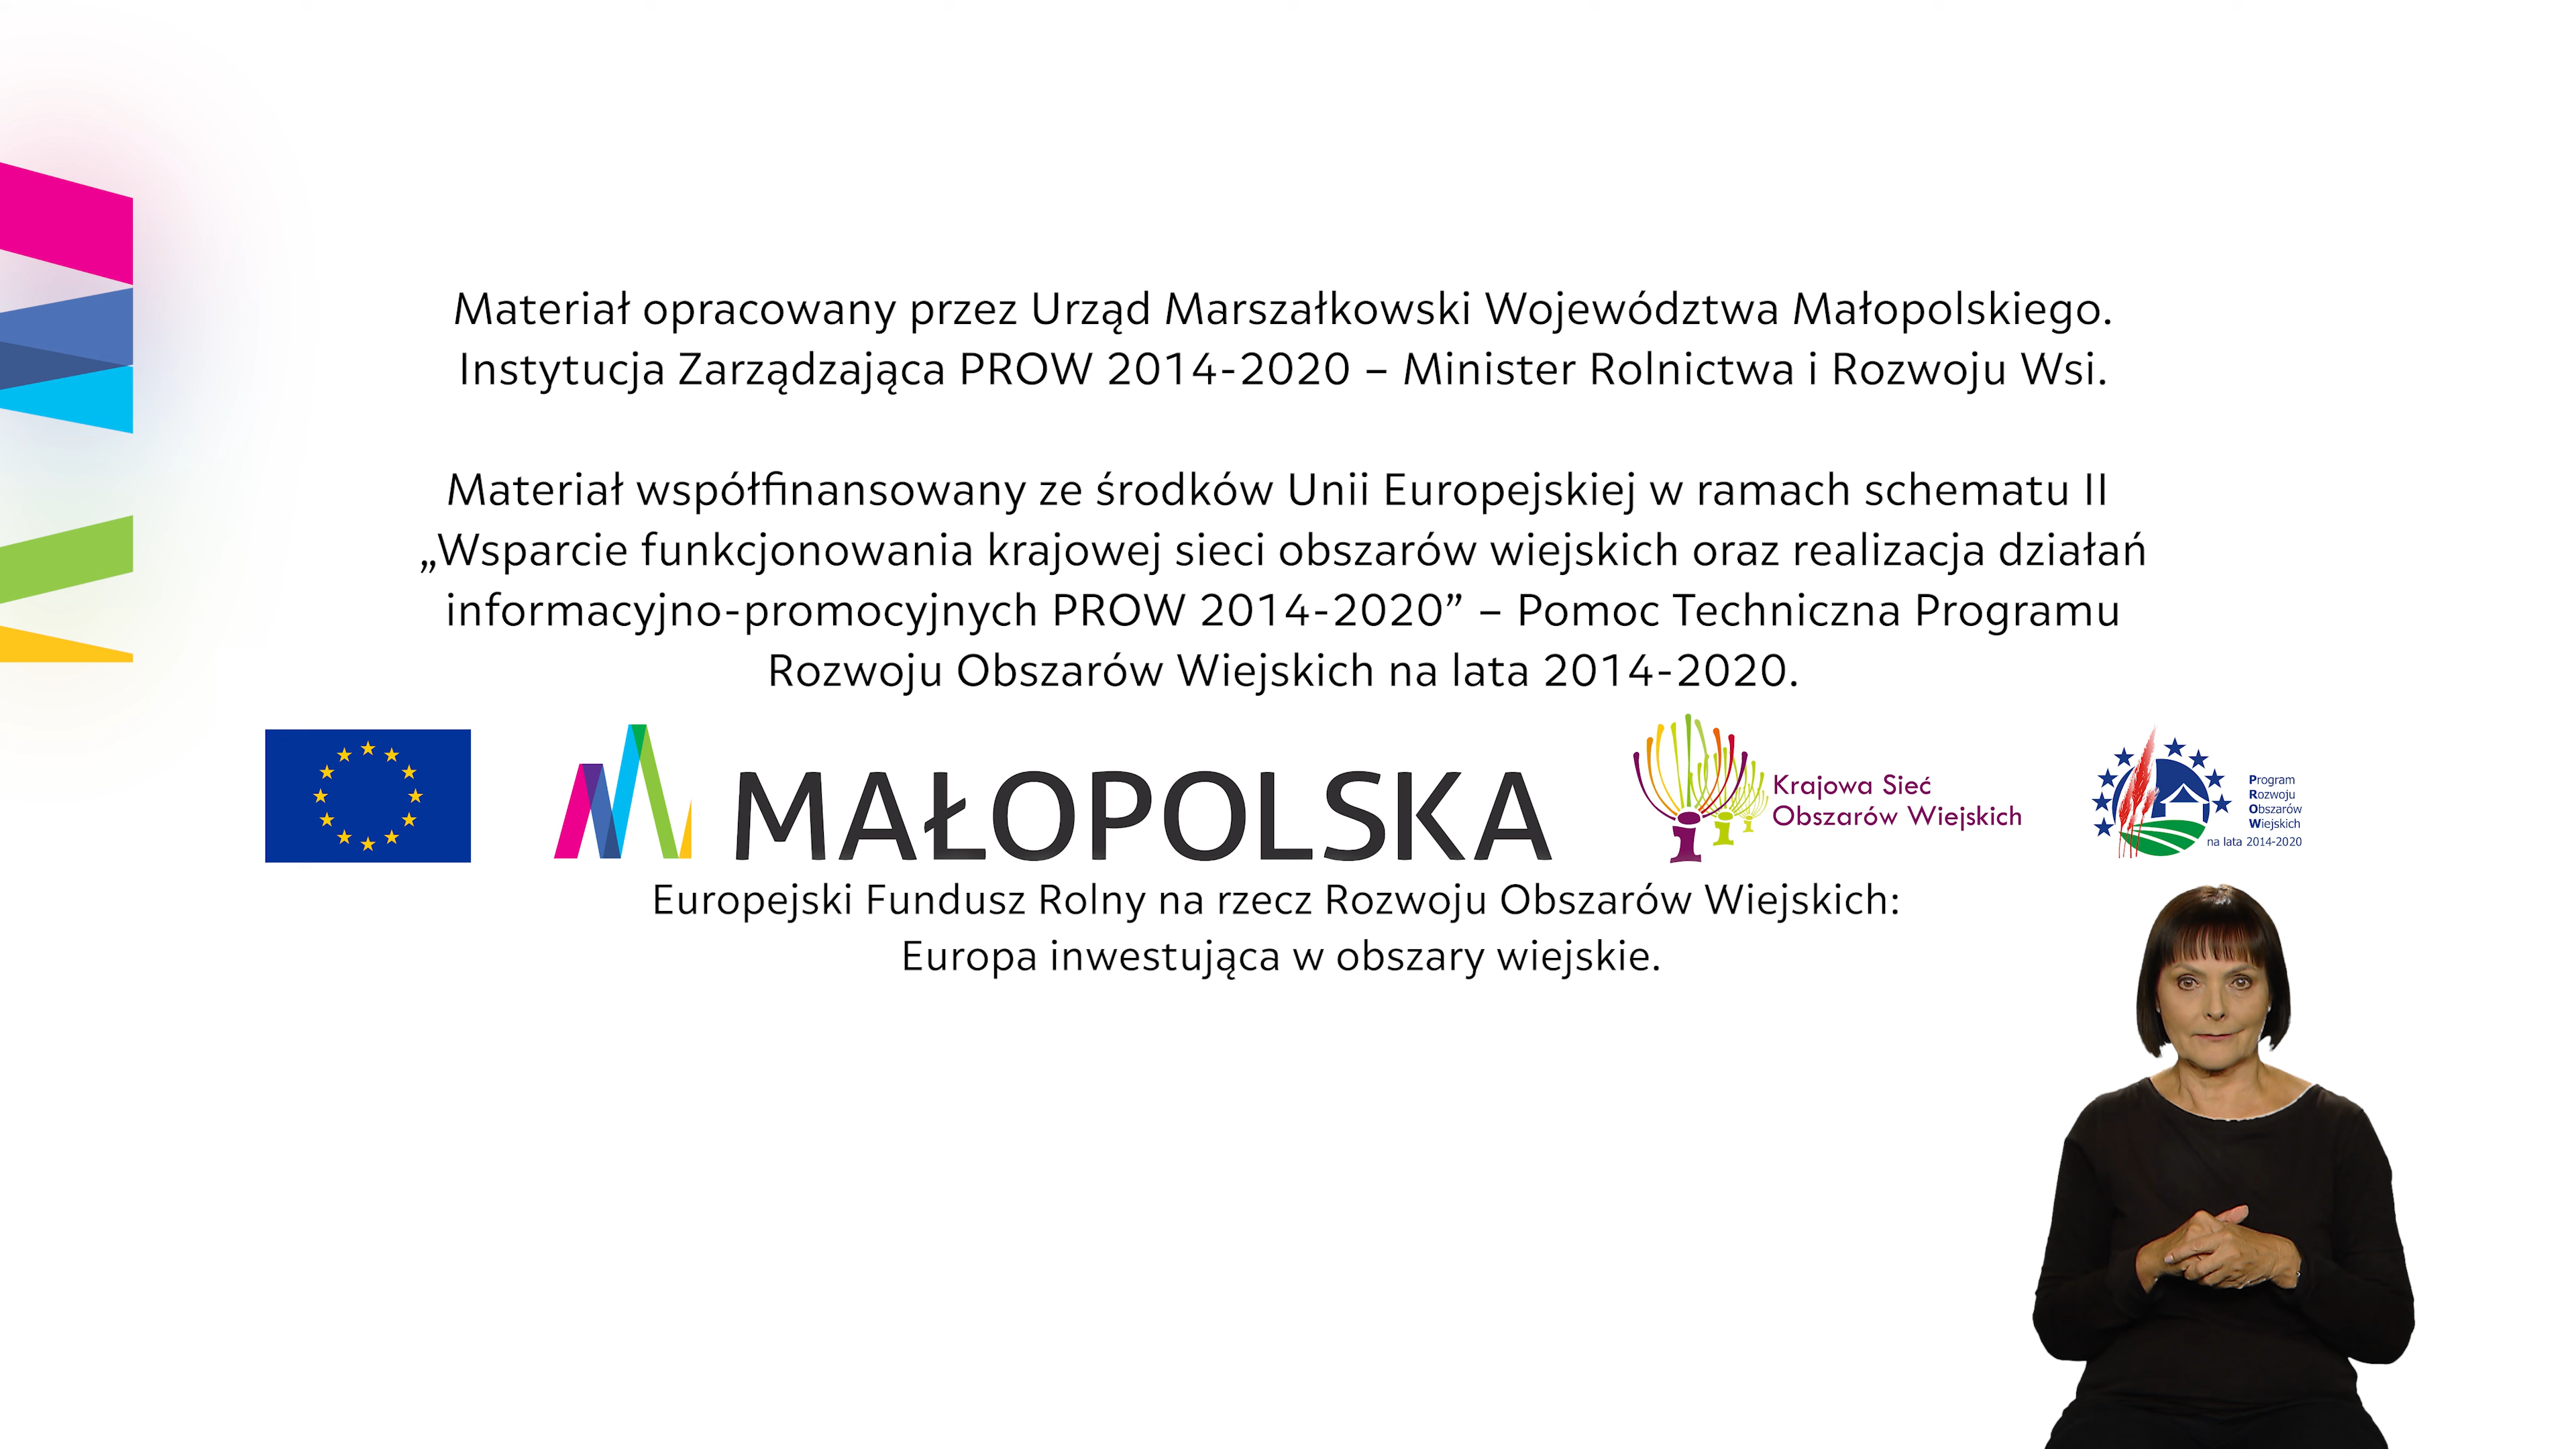 Materiał opracowany przez Urząd Marszałkowski Województwa Małopolskiego.
Instytucja Zarządzająca PROW 2014-2020 – Minister Rolnictwa i Rozwoju Wsi.
Materiał współfinansowany ze środków Unii Europejskiej w ramach schematu II
„Wsparcie funkcjonowania krajowej sieci obszarów wiejskich oraz realizacja działań
informacyjno-promocyjnych PROW 2014-2020” – Pomoc Techniczna Programu
Rozwoju Obszarów Wiejskich na lata 2014-2020.
MAŁOPOLSKA
Krajowa Sieć
Obszarów Wiejskich
Program
Rozwoju
Obszarów
Wiejskich
na lata 2014-2020
Europejski Fundusz Rolny na rzecz Rozwoju Obszarów Wiejskich:
Europa inwestująca w obszary wiejskie.